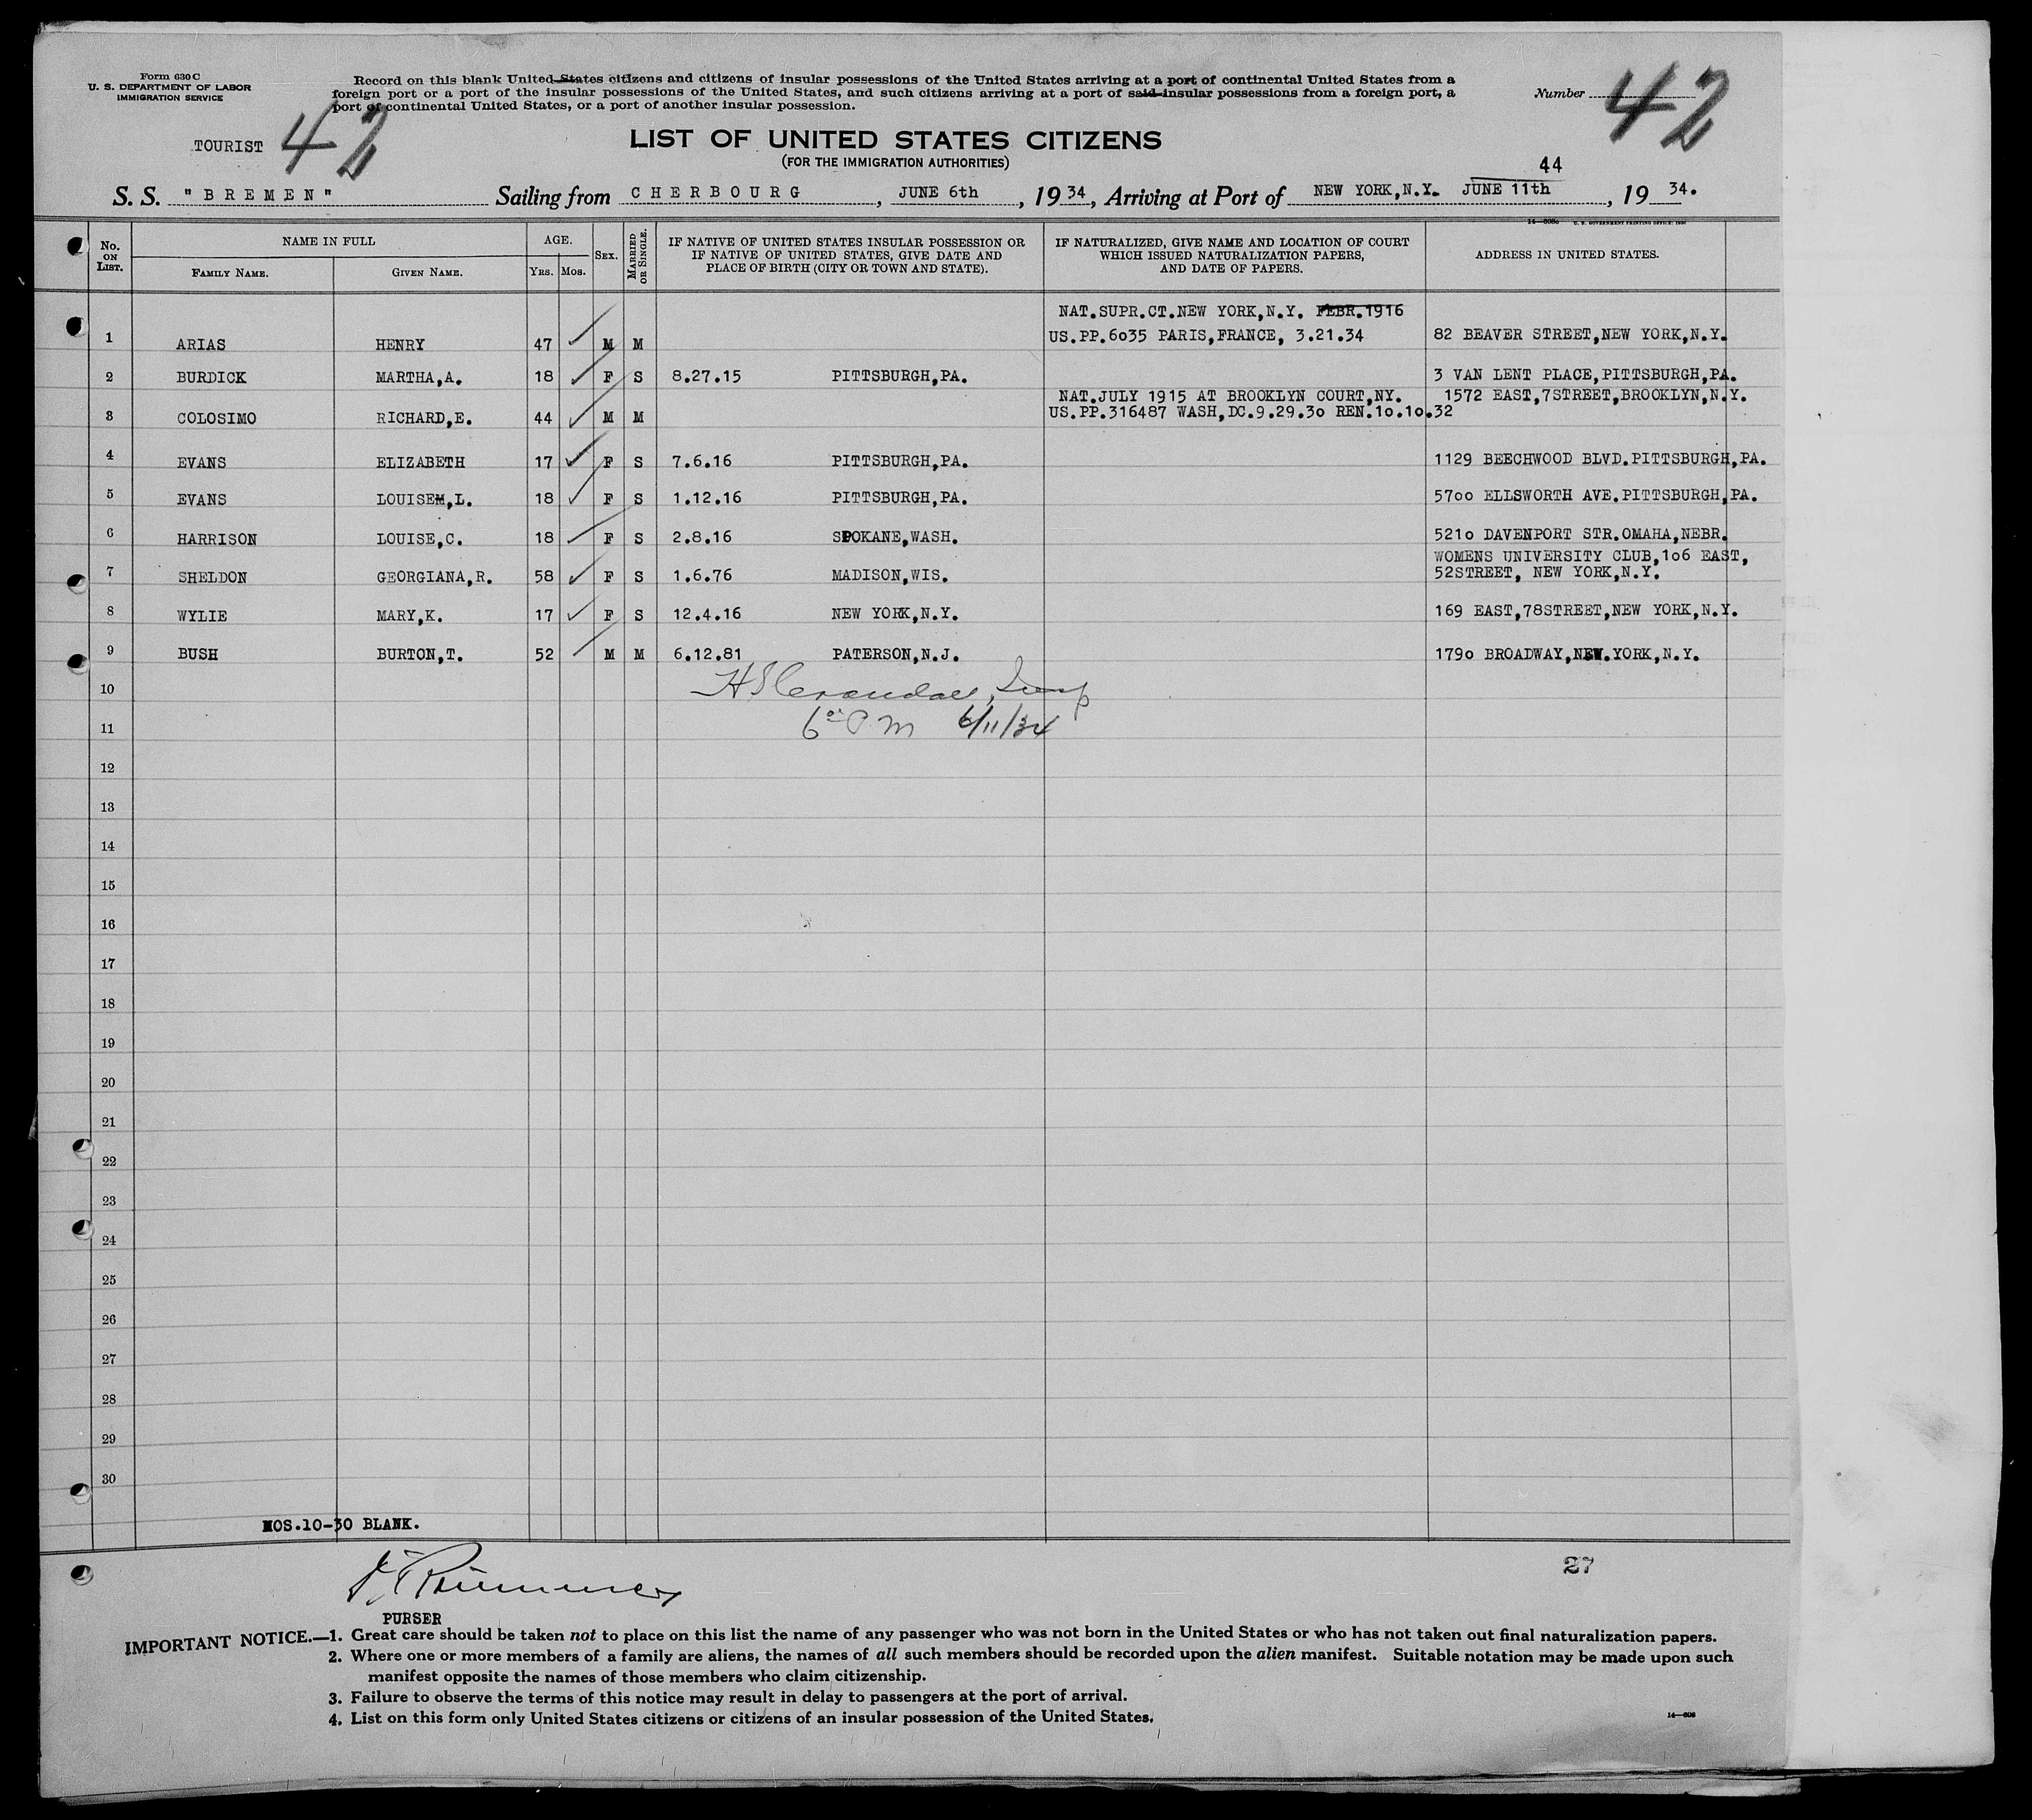 Form 630 C
U. S. DEPARTMENT OF LABOR
IMMIGRATION SERVICE
Record on this blank United States citizens and citizens of insular possessions of the United States arriving at a port of continental United States from a
foreign port or a port of the insular possessions of the United States, and such citizens arriving at a port of said insular possessions from a foreign port, a
port of continental United States, or a port of another insular possession.
Number 42
TOURIST 42
LIST OF UNITED STATES CITIZENS
(FOR THE IMMIGRATION AUTHORITIES)
44
S. S. "BREMEN" Sailing from CHERBOURG, JUNE 6th, 1934, Arriving at Port of NEW YORK,N.Y. JUNE 11th, 1934.
No. ON LIST. NAME IN FULL FAMILY NAME. GIVEN NAME. AGE. YRS. MOS. SEX. MARRIED OR SINGLE. IF NATIVE OF UNITED STATES INSULAR POSSESSION OR IF NATIVE OF UNITED STATES, GIVE DATE AND PLACE OF BIRTH (CITY OR TOWN AND STATE). IF NATURALIZED, GIVE NAME AND LOCATION OF COURT WHICH ISSUED NATURALIZATION PAPERS, AND DATE OF PAPERS. ADDRESS IN UNITED STATES.
NAT.SUPR.CT.NEW YORK,N.Y. FEBR.1916
1 ARIAS HENRY 47 M M US.PP.6035 PARIS,FRANCE, 3.21.34 82 BEAVER STREET,NEW YORK,N.Y.
2 BURDICK MARTHA,A. 18 F S 8.27.15 PITTSBURGH,PA. 3 VAN LENT PLACE,PITTSBURGH,PA.
NAT.JULY 1915 AT BROOKLYN COURT,NY. 1572 EAST,7STREET,BROOKLYN,N.Y.
3 COLOSIMO RICHARD,E. 44 M M US.PP.316487 WASH,DC.9.29.3o REN.1o.1o.32
4 EVANS ELIZABETH 17 F S 7.6.16 PITTSBURGH,PA. 1129 BEECHWOOD BLVD.PITTSBURGH,PA.
5 EVANS LOUISEM,L. 18 F S 1.12.16 PITTSBURGH,PA. 57oo ELLSWORTH AVE.PITTSBURGH,PA.
6 HARRISON LOUISE,C. 18 F S 2.8.16 SPOKANE,WASH. 521o DAVENPORT STR.OMAHA,NEBR.
WOMENS UNIVERSITY CLUB,1o6 EAST,
7 SHELDON GEORGIANA,R. 58 F S 1.6.76 MADISON,WIS. 52STREET, NEW YORK,N.Y.
8 WYLIE MARY,K. 17 F S 12.4.16 NEW YORK,N.Y. 169 EAST,78STREET,NEW YORK,N.Y.
9 BUSH BURTON,T. 52 M M 6.12.81 PATERSON,N.J. 179o BROADWAY,NEW.YORK,N.Y.
10 H S Crandall, Insp
11 6 P.M 6/11/34
12
13
14
15
16
17
18
19
20
21
22
23
24
25
26
27
28
29
30
NOS.10-30 BLANK.
27
PURSER
IMPORTANT NOTICE.—1. Great care should be taken not to place on this list the name of any passenger who was not born in the United States or who has not taken out final naturalization papers.
2. Where one or more members of a family are aliens, the names of all such members should be recorded upon the alien manifest. Suitable notation may be made upon such
manifest opposite the names of those members who claim citizenship.
3. Failure to observe the terms of this notice may result in delay to passengers at the port of arrival.
4. List on this form only United States citizens or citizens of an insular possession of the United States.
14—608